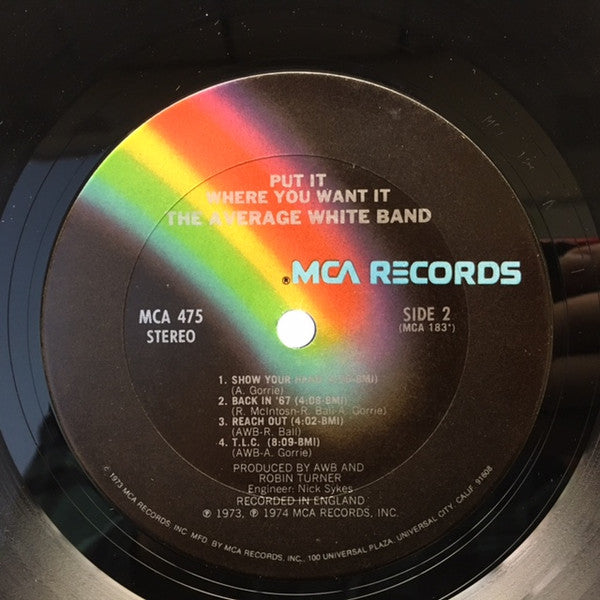 PUT IT
WHERE YOU WANT IT
THE AVERAGE WHITE BAND
®MCA RECORDS
MCA 475
STEREO
SIDE 2
(MCA 183*)
1. SHOW YOUR HAND
(A. Gorrie)
2. BACK IN '67 (4:08-BMI)
(R. McIntosh-R. Ball-A. Gorrie)
3. REACH OUT (4:02-BMI)
(AWB-R. Ball)
4. T.L.C. (8:09-BMI)
(AWB-A. Gorrie)
PRODUCED BY AWB AND
ROBIN TURNER
Engineer: Nick Sykes
RECORDED IN ENGLAND
℗ 1973, ℗ 1974 MCA RECORDS, INC.
© 1973 MCA RECORDS, INC. MFD. BY MCA RECORDS, INC., 100 UNIVERSAL PLAZA, UNIVERSAL CITY, CALIF. 91608